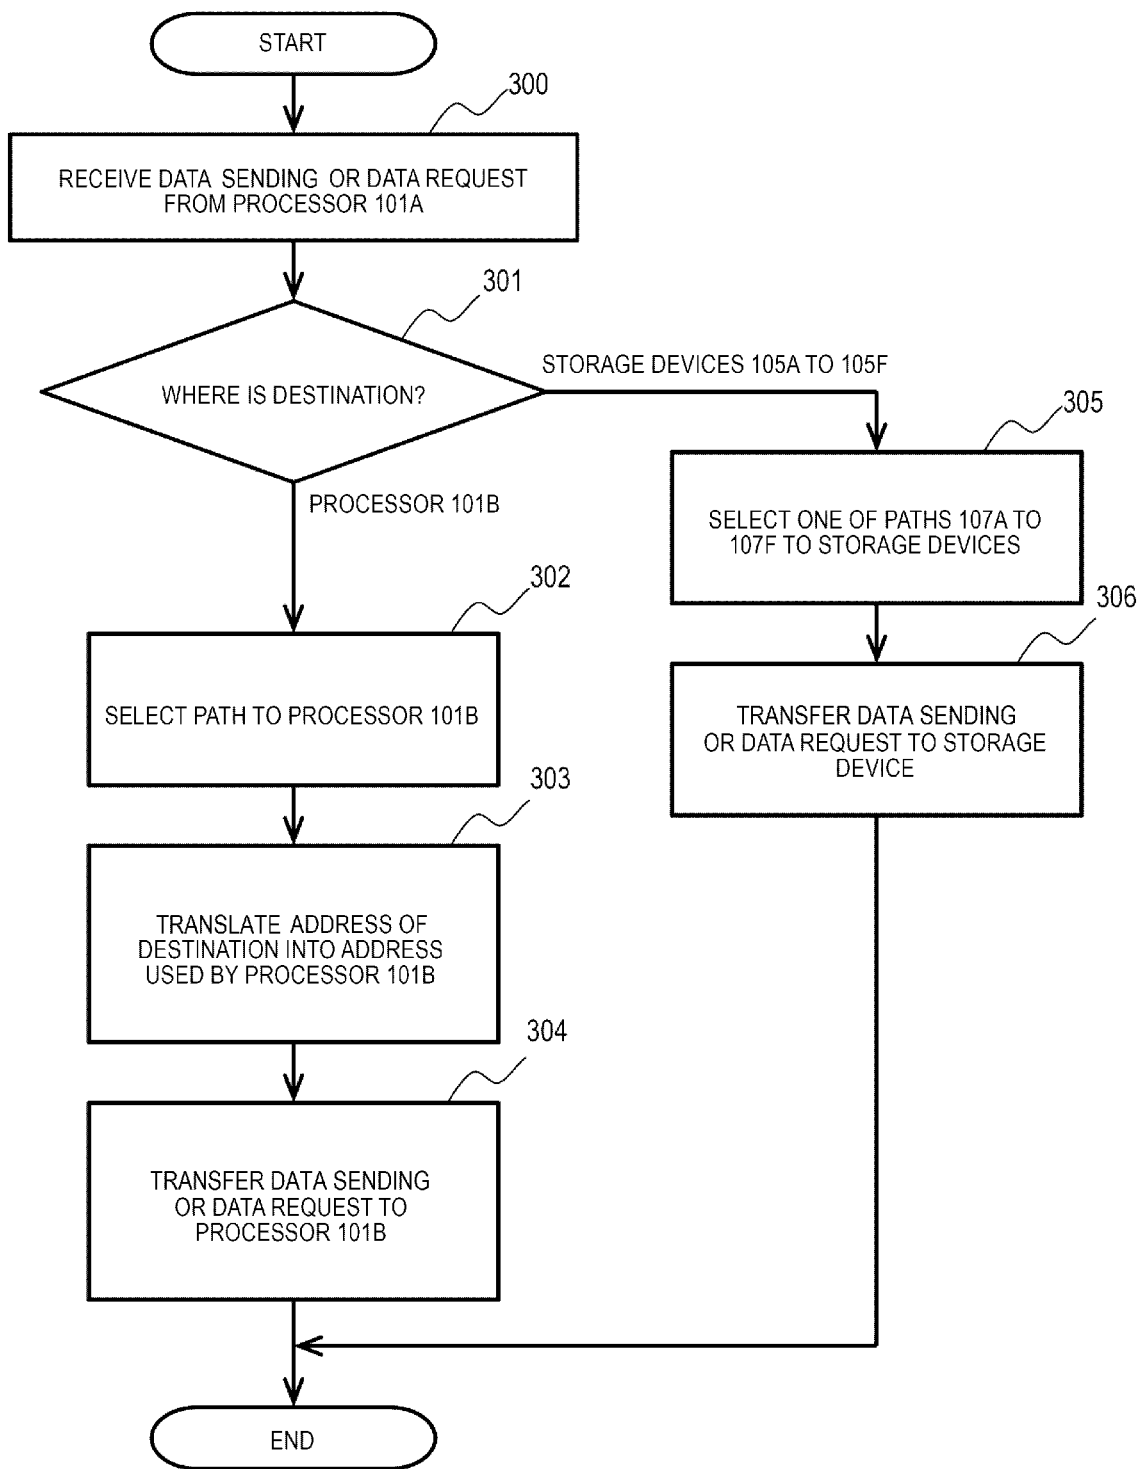 START
300
RECEIVE DATA SENDING OR DATA REQUEST
FROM PROCESSOR 101A
301
WHERE IS DESTINATION?
STORAGE DEVICES 105A TO 105F
PROCESSOR 101B
305
SELECT ONE OF PATHS 107A TO
107F TO STORAGE DEVICES
302
SELECT PATH TO PROCESSOR 101B
306
TRANSFER DATA SENDING
OR DATA REQUEST TO STORAGE
DEVICE
303
TRANSLATE ADDRESS OF
DESTINATION INTO ADDRESS
USED BY PROCESSOR 101B
304
TRANSFER DATA SENDING
OR DATA REQUEST TO
PROCESSOR 101B
END